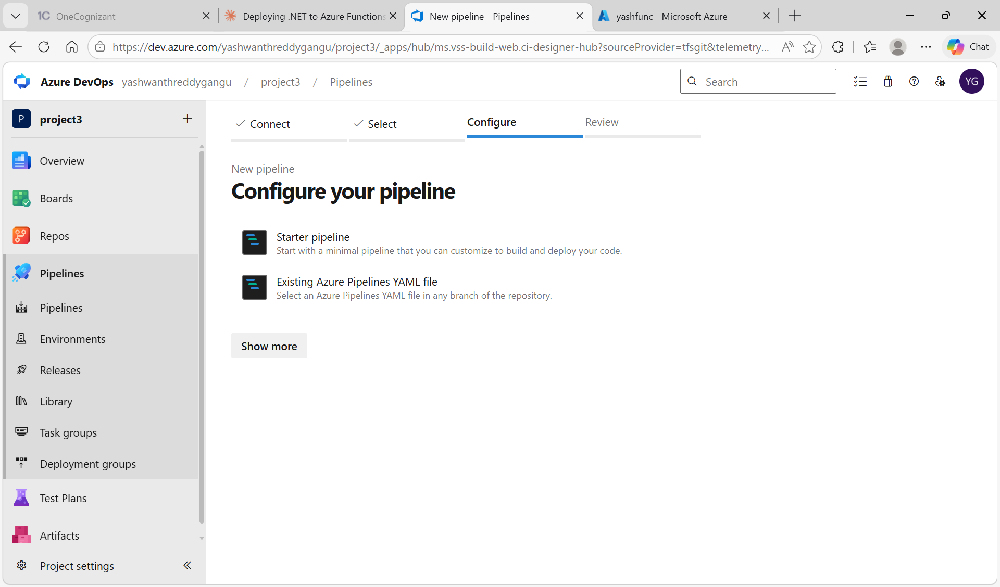 OneCognizant
Deploying .NET to Azure Functions
New pipeline - Pipelines
yashfunc - Microsoft Azure
https://dev.azure.com/yashwanthreddygangu/project3/_apps/hub/ms.vss-build-web.ci-designer-hub?sourceProvider=tfsgit&telemetry...
Chat
Azure DevOps yashwanthreddygangu / project3 / Pipelines
Search
YG
P project3
Connect
Select
Configure
Review
Overview
Boards
Repos
Pipelines
Pipelines
Environments
Releases
Library
Task groups
Deployment groups
Test Plans
Artifacts
Project settings
New pipeline
Configure your pipeline
Starter pipeline
Start with a minimal pipeline that you can customize to build and deploy your code.
Existing Azure Pipelines YAML file
Select an Azure Pipelines YAML file in any branch of the repository.
Show more